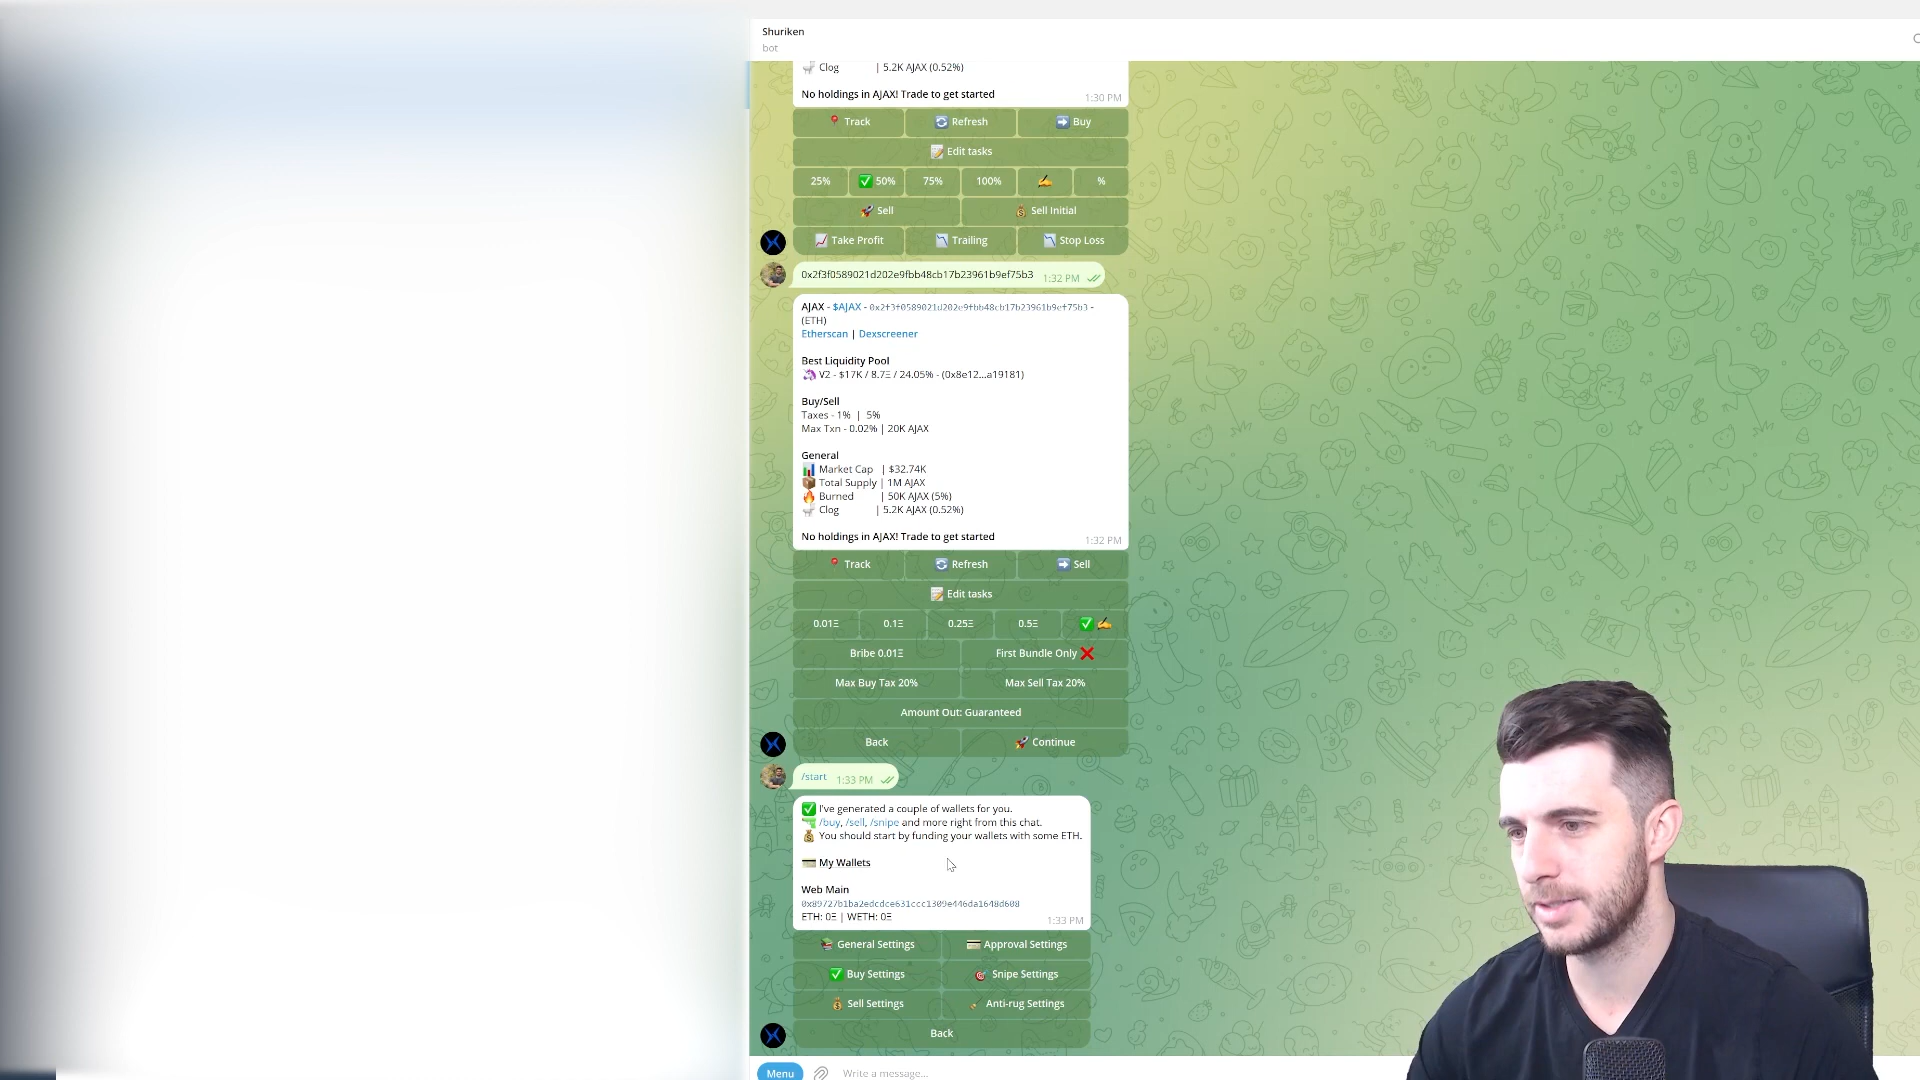 Shuriken
bot
Clog | 5.2K AJAX (0.52%)
No holdings in AJAX! Trade to get started 1:30 PM
Track Refresh Buy
Edit tasks
25% 50% 75% 100% %
Sell Sell Initial
Take Profit Trailing Stop Loss
0x2f3f0589021d202e9fbb48cb17b23961b9ef75b3 1:32 PM
AJAX - $AJAX - 0x2f3f0589021d202e9fbb48cb17b23961b9ef75b3 -
(ETH)
Etherscan | Dexscreener
Best Liquidity Pool
V2 - $17K / 8.7Ξ / 24.05% - (0x8e12...a19181)
Buy/Sell
Taxes - 1% | 5%
Max Txn - 0.02% | 20K AJAX
General
Market Cap | $32.74K
Total Supply | 1M AJAX
Burned | 50K AJAX (5%)
Clog | 5.2K AJAX (0.52%)
No holdings in AJAX! Trade to get started 1:32 PM
Track Refresh Sell
Edit tasks
0.01Ξ 0.1Ξ 0.25Ξ 0.5Ξ
Bribe 0.01Ξ First Bundle Only
Max Buy Tax 20% Max Sell Tax 20%
Amount Out: Guaranteed
Back Continue
/start 1:33 PM
I've generated a couple of wallets for you.
/buy, /sell, /snipe and more right from this chat.
You should start by funding your wallets with some ETH.
My Wallets
Web Main
0x89727b1ba2edcdce631ccc1309e446da1648d608
ETH: 0Ξ | WETH: 0Ξ 1:33 PM
General Settings Approval Settings
Buy Settings Snipe Settings
Sell Settings Anti-rug Settings
Back
Menu Write a message...